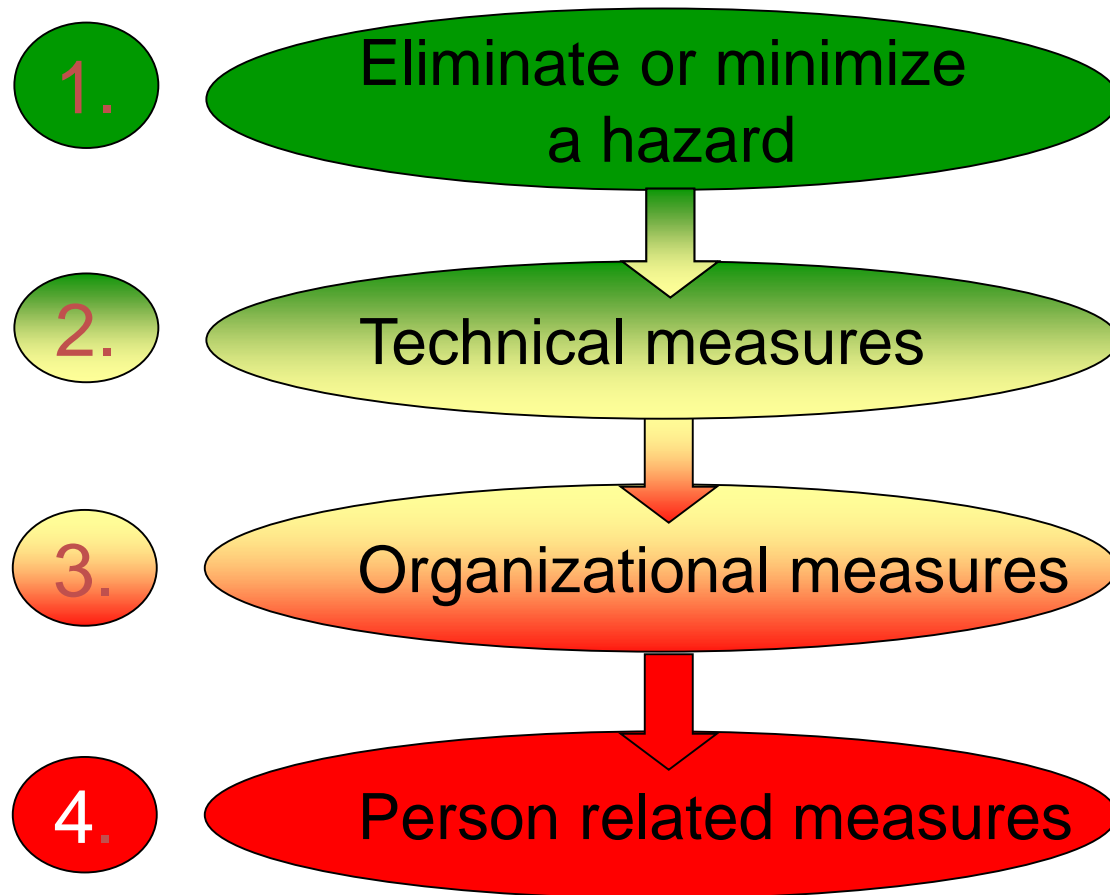 1.
Eliminate or minimize
a hazard
2.
Technical measures
3.
Organizational measures
4.
Person related measures